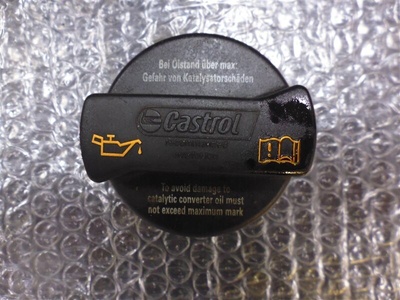 Bei Ölstand über max:
Gefahr von Katalysatorschäden
Castrol
To avoid damage to
catalytic converter oil must
not exceed maximum mark